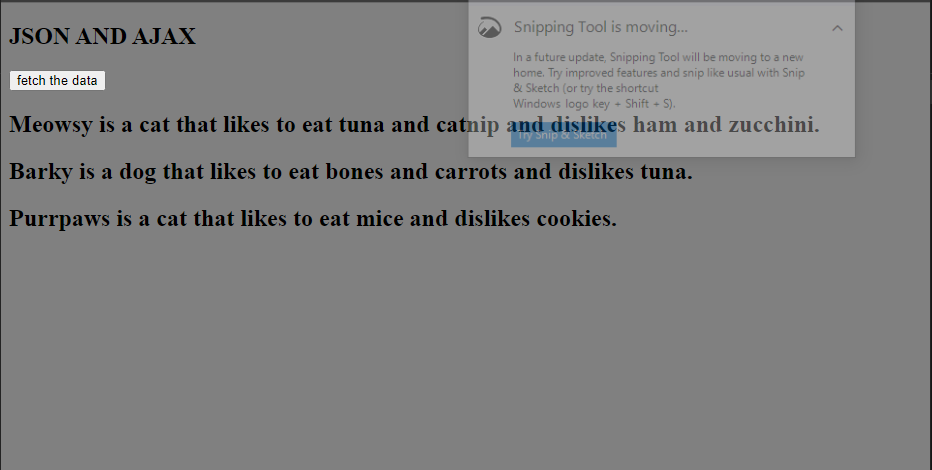 JSON AND AJAX
Snipping Tool is moving...
In a future update, Snipping Tool will be moving to a new
home. Try improved features and snip like usual with Snip
& Sketch (or try the shortcut
Windows logo key + Shift + S).
Try Snip & Sketch
fetch the data
Meowsy is a cat that likes to eat tuna and catnip and dislikes ham and zucchini.
Barky is a dog that likes to eat bones and carrots and dislikes tuna.
Purrpaws is a cat that likes to eat mice and dislikes cookies.